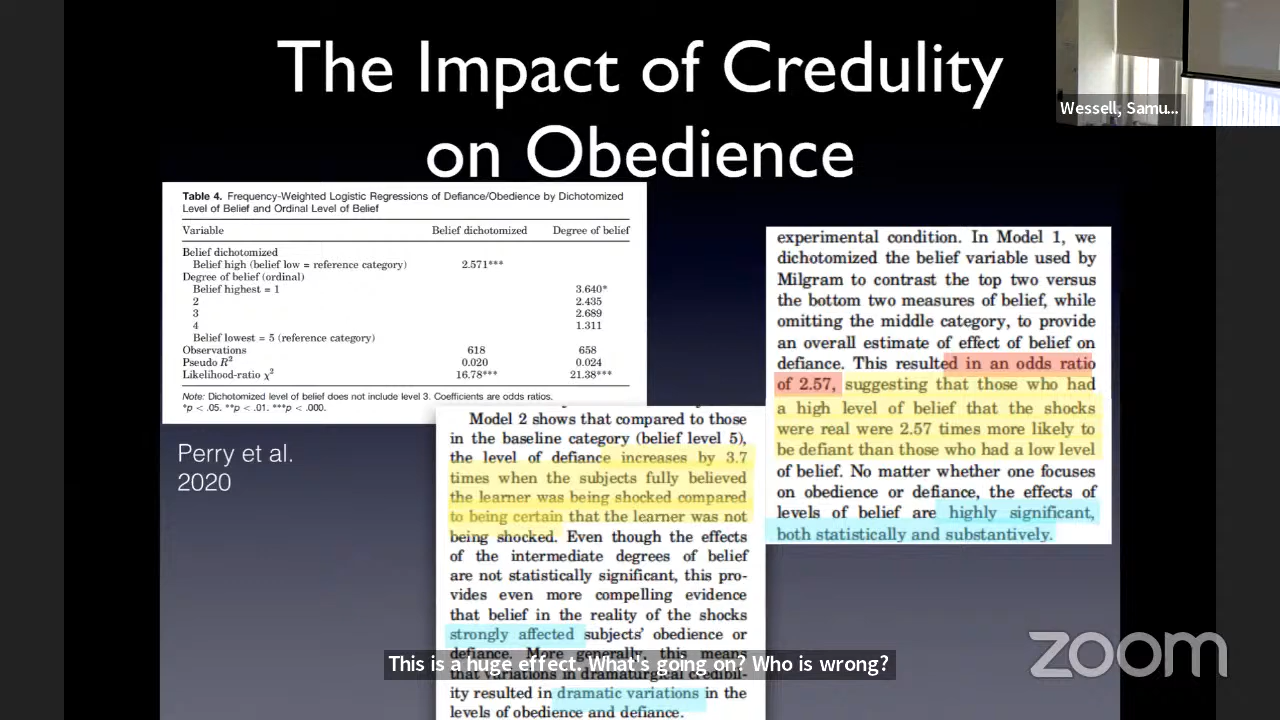 The Impact of Credulity
on Obedience
Wessell, Samu...
Table 4. Frequency-Weighted Logistic Regressions of Defiance/Obedience by Dichotomized
Level of Belief and Ordinal Level of Belief
Variable Belief dichotomized Degree of belief
Belief dichotomized
Belief high (belief low = reference category) 2.571***
Degree of belief (ordinal)
Belief highest = 1 3.640*
2 2.435
3 2.689
4 1.311
Belief lowest = 5 (reference category)
Observations 618 658
Pseudo R² 0.020 0.024
Likelihood-ratio χ² 16.78*** 21.38***
Note: Dichotomized level of belief does not include level 3. Coefficients are odds ratios.
*p < .05. **p < .01. ***p < .000.
Perry et al.
2020
Model 2 shows that compared to those
in the baseline category (belief level 5),
the level of defiance increases by 3.7
times when the subjects fully believed
the learner was being shocked compared
to being certain that the learner was not
being shocked. Even though the effects
of the intermediate degrees of belief
are not statistically significant, this pro-
vides even more compelling evidence
that belief in the reality of the shocks
strongly affected subjects' obedience or
defiance. More generally, this means
that variations in dramaturgical credibil-
ity resulted in dramatic variations in the
levels of obedience and defiance.
experimental condition. In Model 1, we
dichotomized the belief variable used by
Milgram to contrast the top two versus
the bottom two measures of belief, while
omitting the middle category, to provide
an overall estimate of effect of belief on
defiance. This resulted in an odds ratio
of 2.57, suggesting that those who had
a high level of belief that the shocks
were real were 2.57 times more likely to
be defiant than those who had a low level
of belief. No matter whether one focuses
on obedience or defiance, the effects of
levels of belief are highly significant,
both statistically and substantively.
This is a huge effect. What's going on? Who is wrong?
zoom